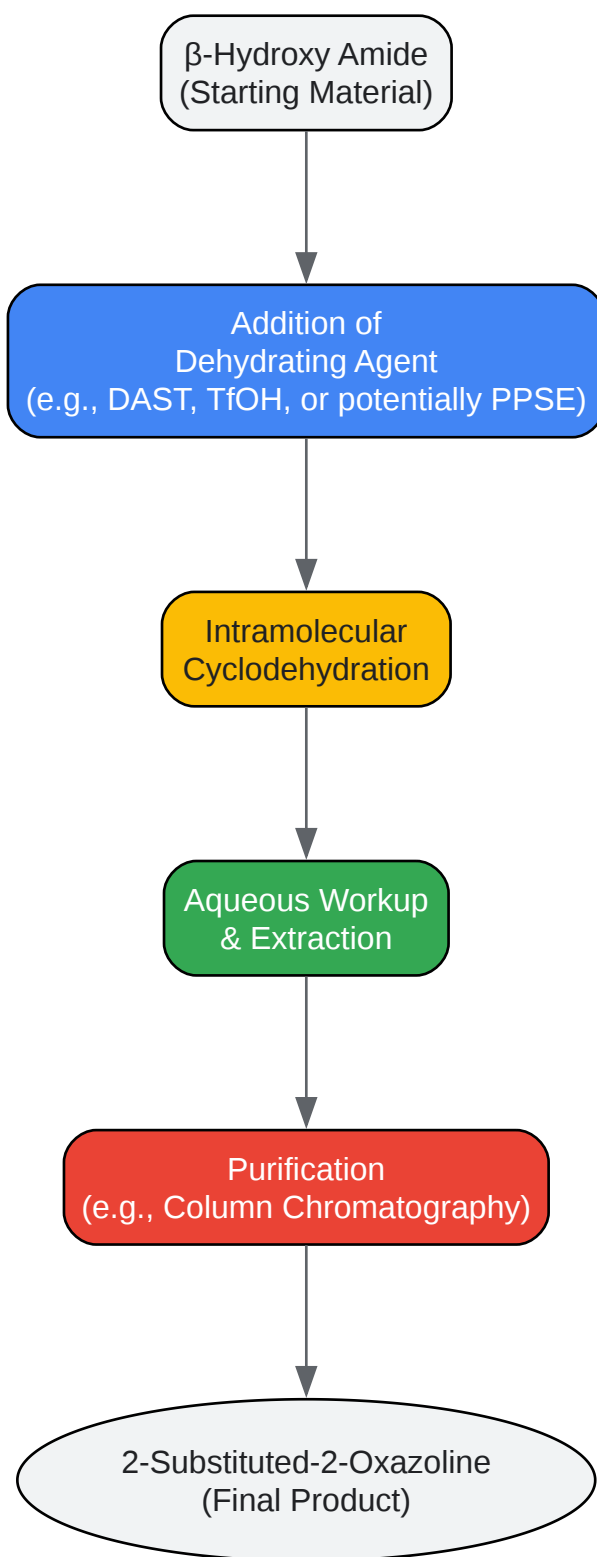 β-Hydroxy Amide
(Starting Material)
Addition of
Dehydrating Agent
(e.g., DAST, TfOH, or potentially PPSE)
Intramolecular
Cyclodehydration
Aqueous Workup
& Extraction
Purification
(e.g., Column Chromatography)
2-Substituted-2-Oxazoline
(Final Product)